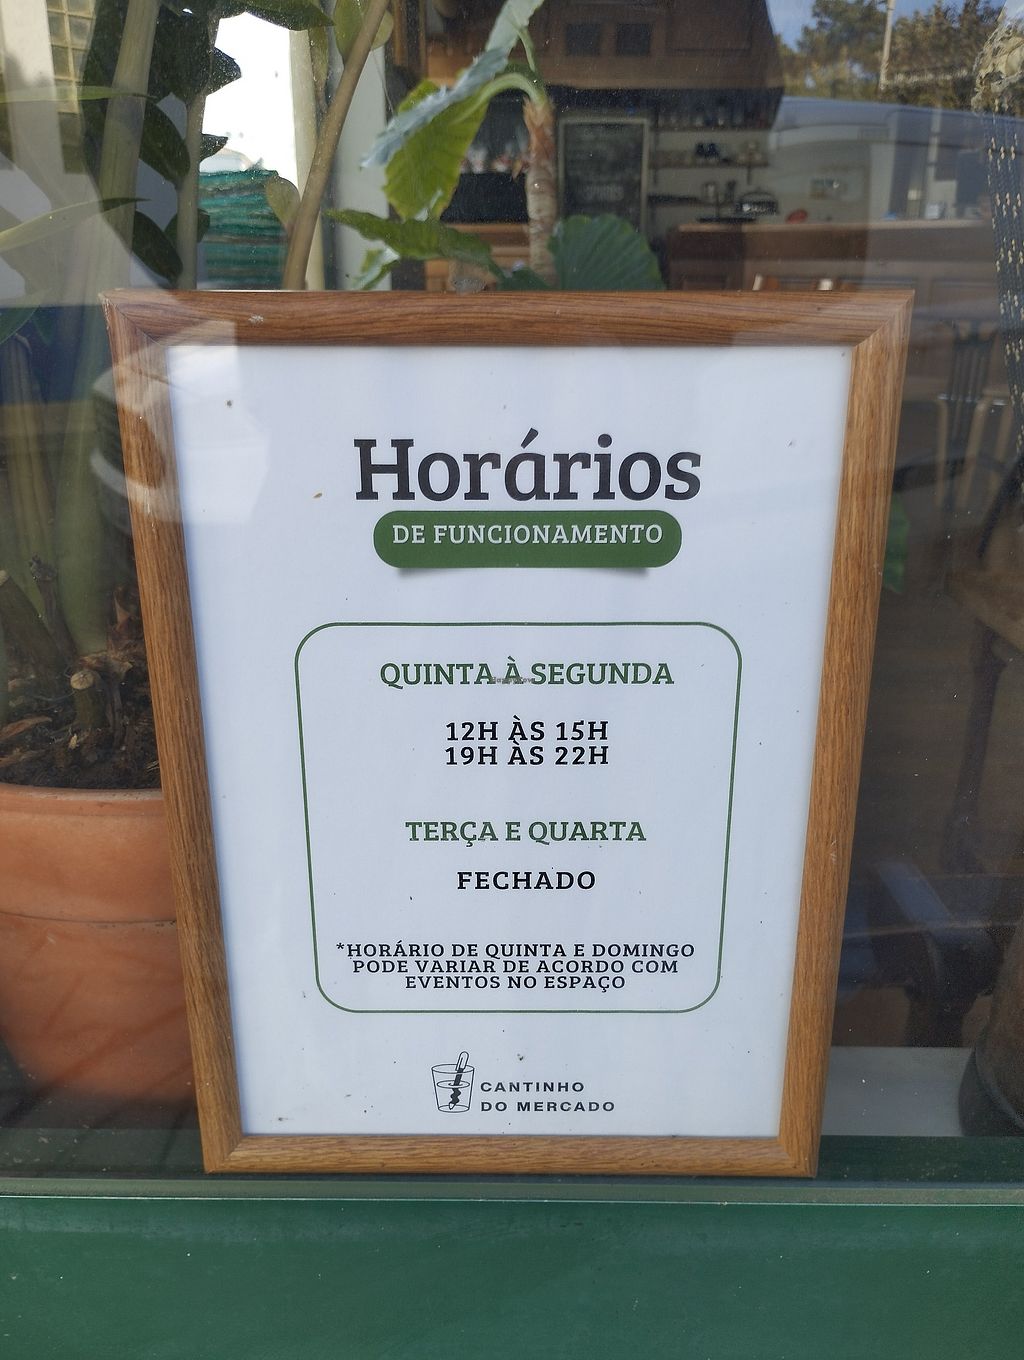 Horários
DE FUNCIONAMENTO
QUINTA À SEGUNDA
12H ÀS 15H
19H ÀS 22H
TERÇA E QUARTA
FECHADO
*HORÁRIO DE QUINTA E DOMINGO
PODE VARIAR DE ACORDO COM
EVENTOS NO ESPAÇO
CANTINHO
DO MERCADO